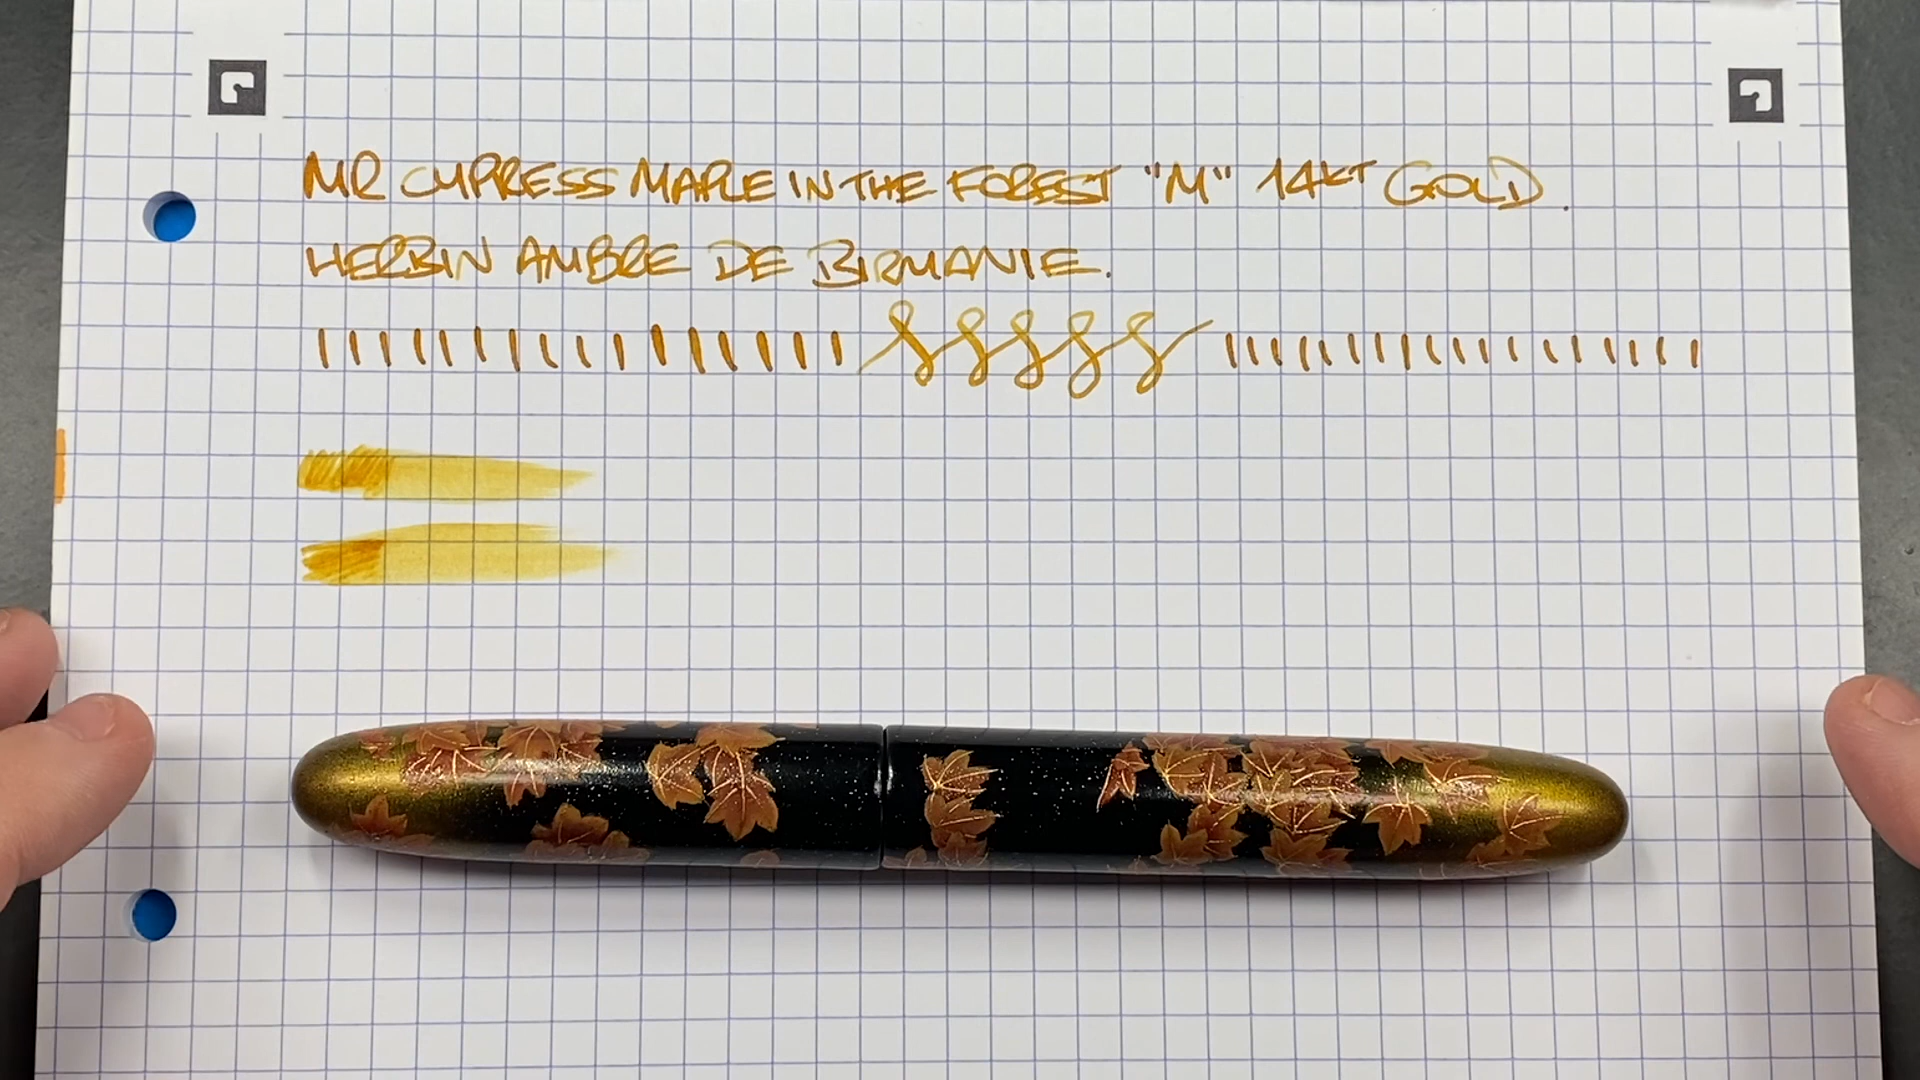 MR CYPRESS MAPLE IN THE FOREST "M" 14KT GOLD.
HERBIN AMBRE DE BIRMANIE.